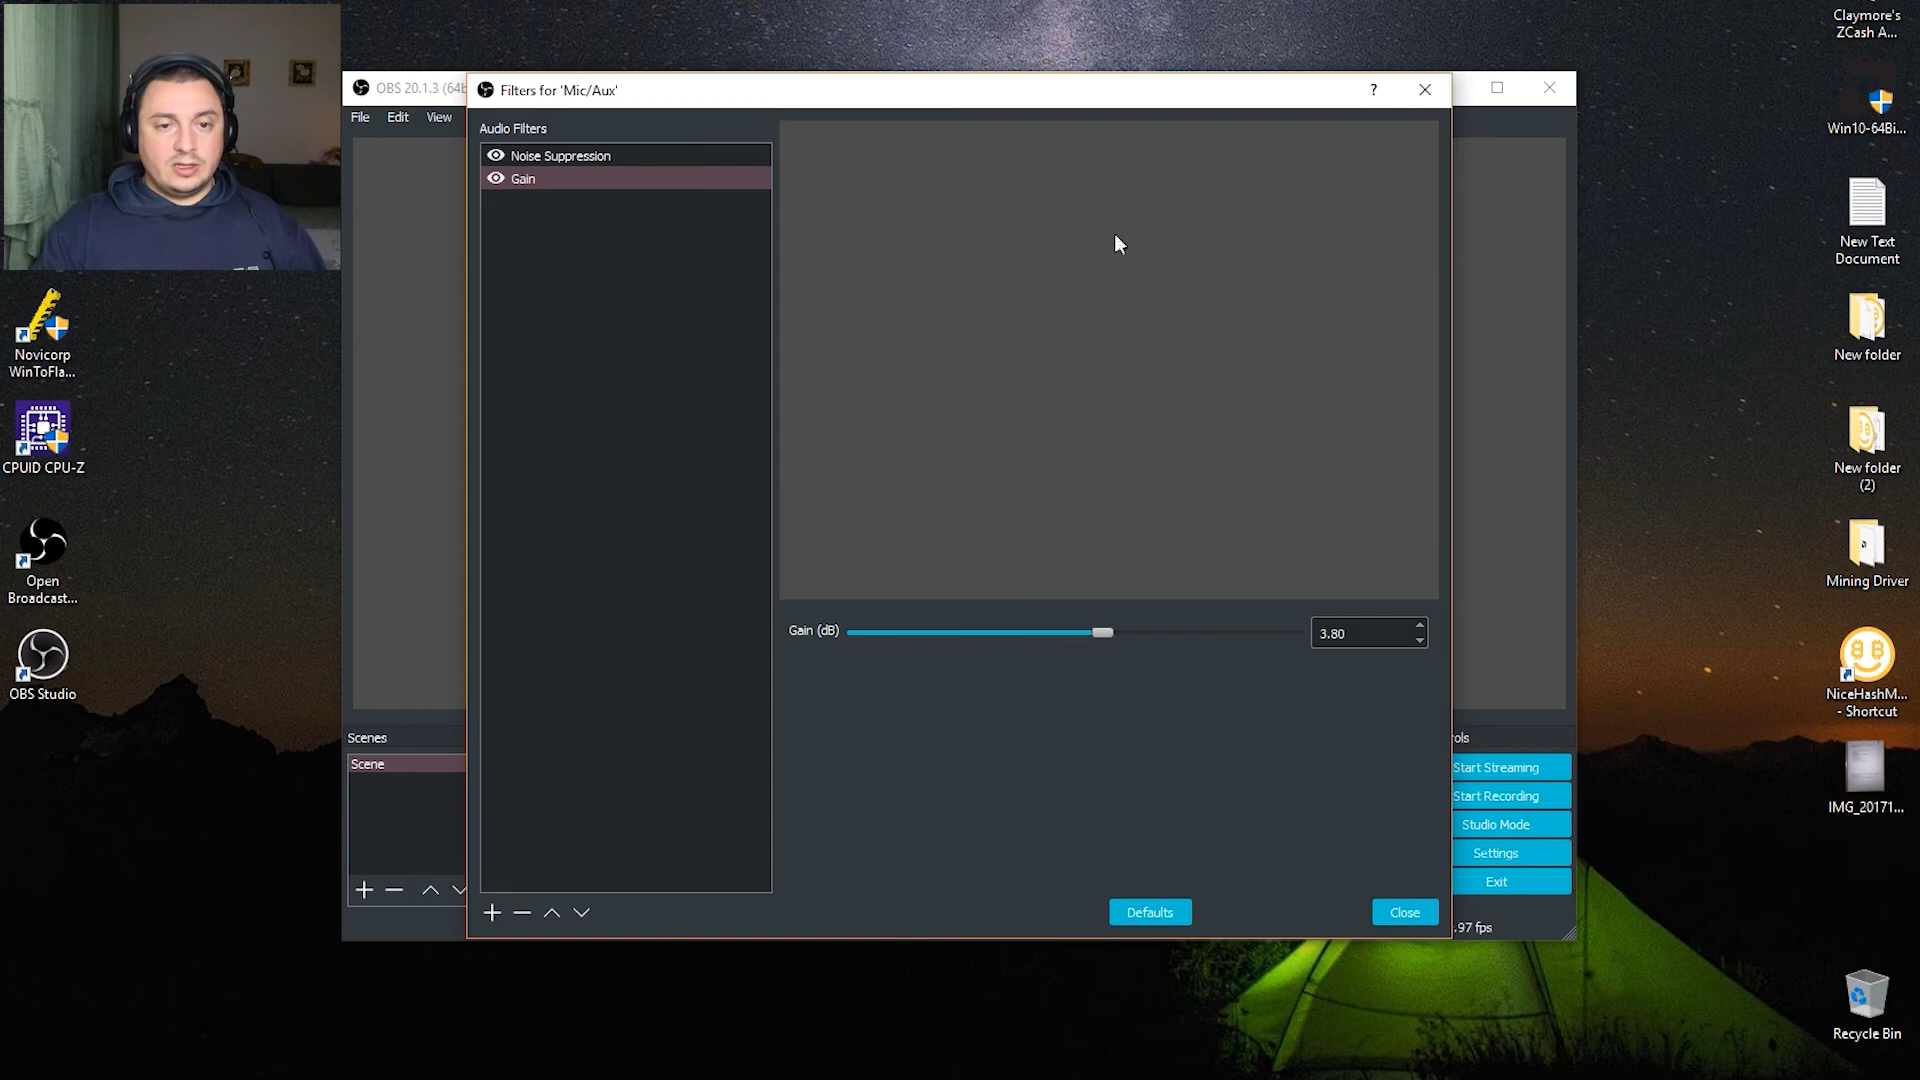 Claymore's
ZCash A...
Win10-64Bi...
New Text
Document
New folder
New folder
(2)
Mining Driver
NiceHashM...
- Shortcut
IMG_20171...
Recycle Bin
Novicorp
WinToFla...
CPUID CPU-Z
Open
Broadcast...
OBS Studio
OBS 20.1.3 (64b
File Edit View
Scenes
Scene
Filters for 'Mic/Aux'
?
Audio Filters
Noise Suppression
Gain
Gain (dB)
3.80
Defaults
Close
ols
Start Streaming
Start Recording
Studio Mode
Settings
Exit
.97 fps